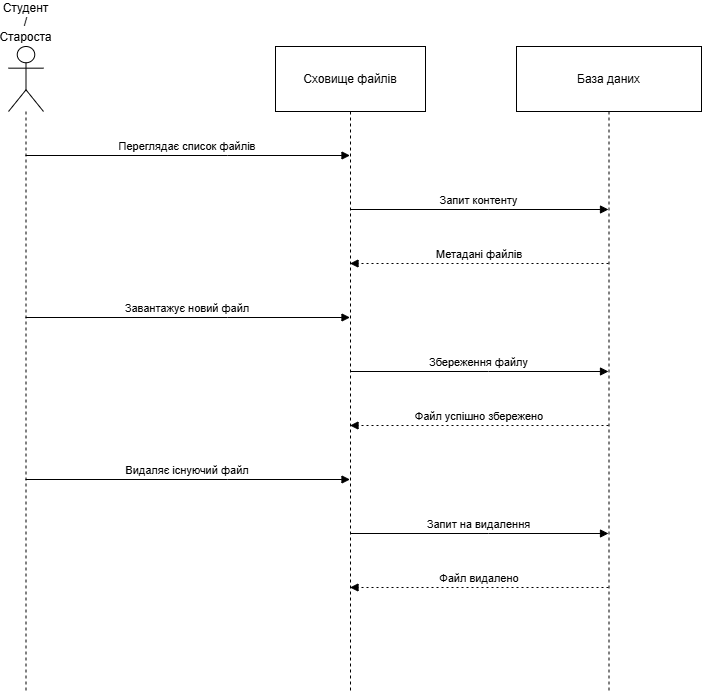 Студент
/
Староста
Сховище файлів
База даних
Переглядає список файлів
Запит контенту
Метадані файлів
Завантажує новий файл
Збереження файлу
Файл успішно збережено
Видаляє існуючий файл
Запит на видалення
Файл видалено